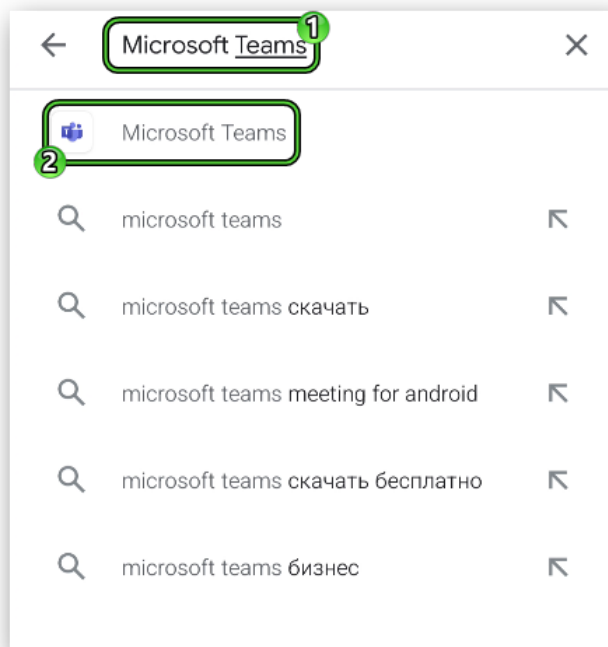 Microsoft Teams
1
Microsoft Teams
2
microsoft teams
microsoft teams скачать
microsoft teams meeting for android
microsoft teams скачать бесплатно
microsoft teams бизнес